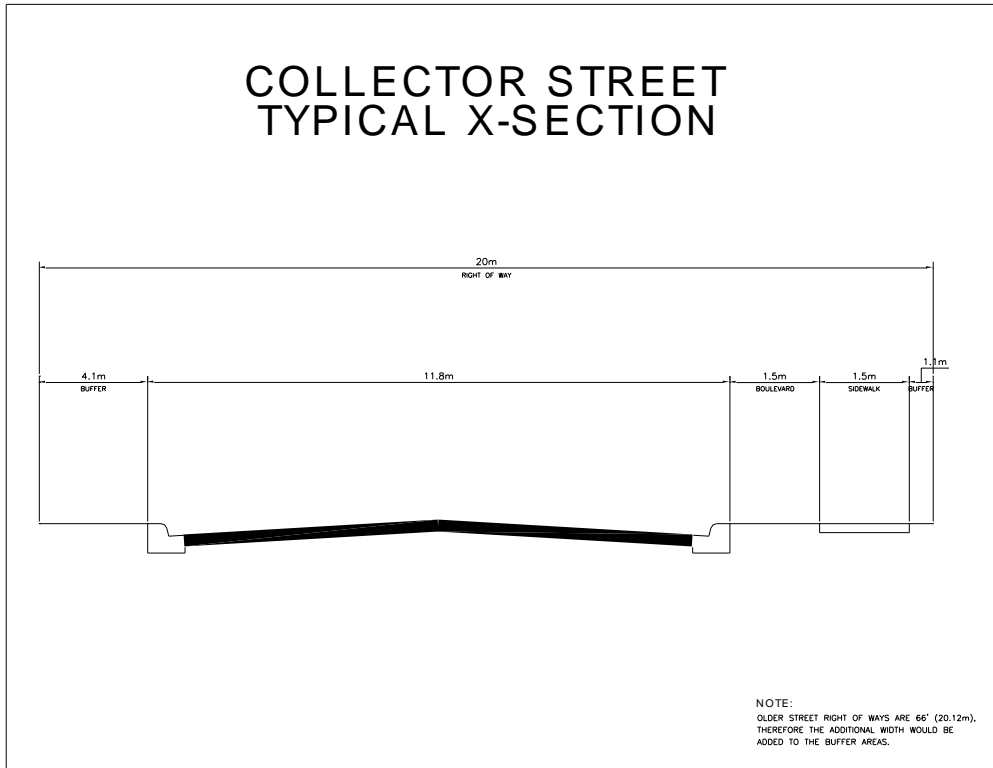 COLLECTOR STREET
TYPICAL X-SECTION
20m
RIGHT OF WAY
1.1m
4.1m
11.8m
1.5m
1.5m
BUFFER
BOULEVARD
SIDEWALK
BUFFER
NOTE:
OLDER STREET RIGHT OF WAYS ARE 66' (20.12m),
THEREFORE THE ADDITIONAL WIDTH WOULD BE
ADDED TO THE BUFFER AREAS.